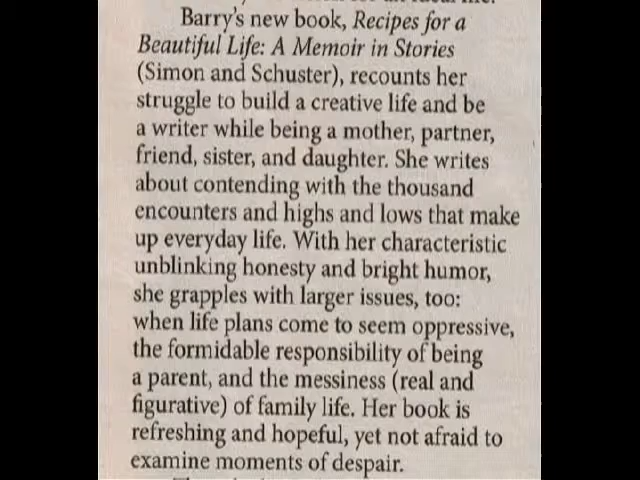 Barry's new book, Recipes for a
Beautiful Life: A Memoir in Stories
(Simon and Schuster), recounts her
struggle to build a creative life and be
a writer while being a mother, partner,
friend, sister, and daughter. She writes
about contending with the thousand
encounters and highs and lows that make
up everyday life. With her characteristic
unblinking honesty and bright humor,
she grapples with larger issues, too:
when life plans come to seem oppressive,
the formidable responsibility of being
a parent, and the messiness (real and
figurative) of family life. Her book is
refreshing and hopeful, yet not afraid to
examine moments of despair.